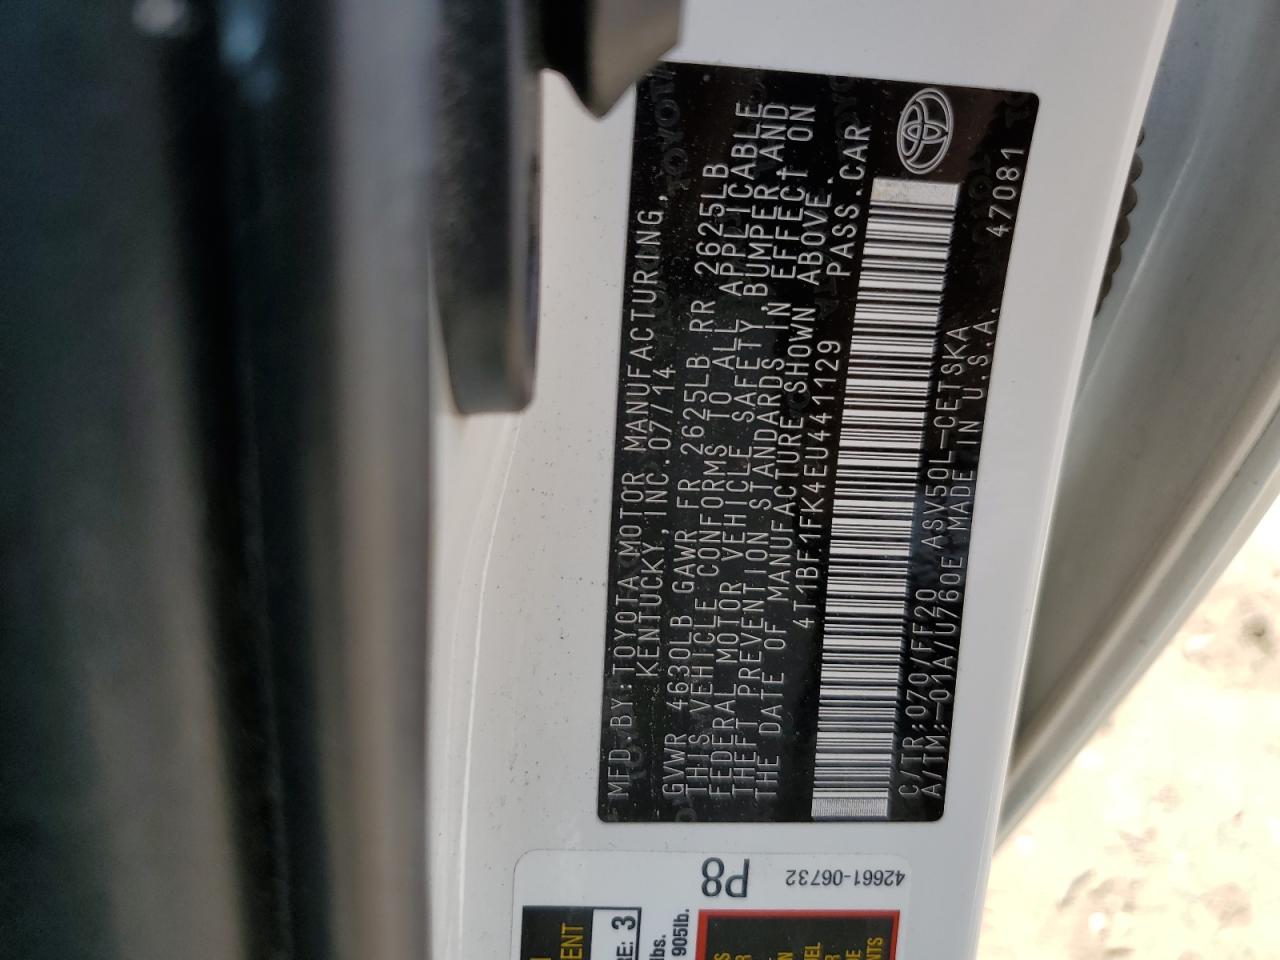 MFD. BY: TOYOTA MOTOR MANUFACTURING,
KENTUCKY, INC. 07/14
GVWR 4630LB GAWR FR 2625LB RR 2625LB
THIS VEHICLE CONFORMS TO ALL APPLICABLE
FEDERAL MOTOR VEHICLE SAFETY, BUMPER, AND
THEFT PREVENTION STANDARDS IN EFFECT ON
THE DATE OF MANUFACTURE SHOWN ABOVE.
4T1BF1FK4EU441129 PASS.CAR
C/TR: 070/FF20 ASV50L-CETSKA
A/TM:-01A/U760E MADE IN U.S.A. 47081
P8
42661-06732
3
905lb.